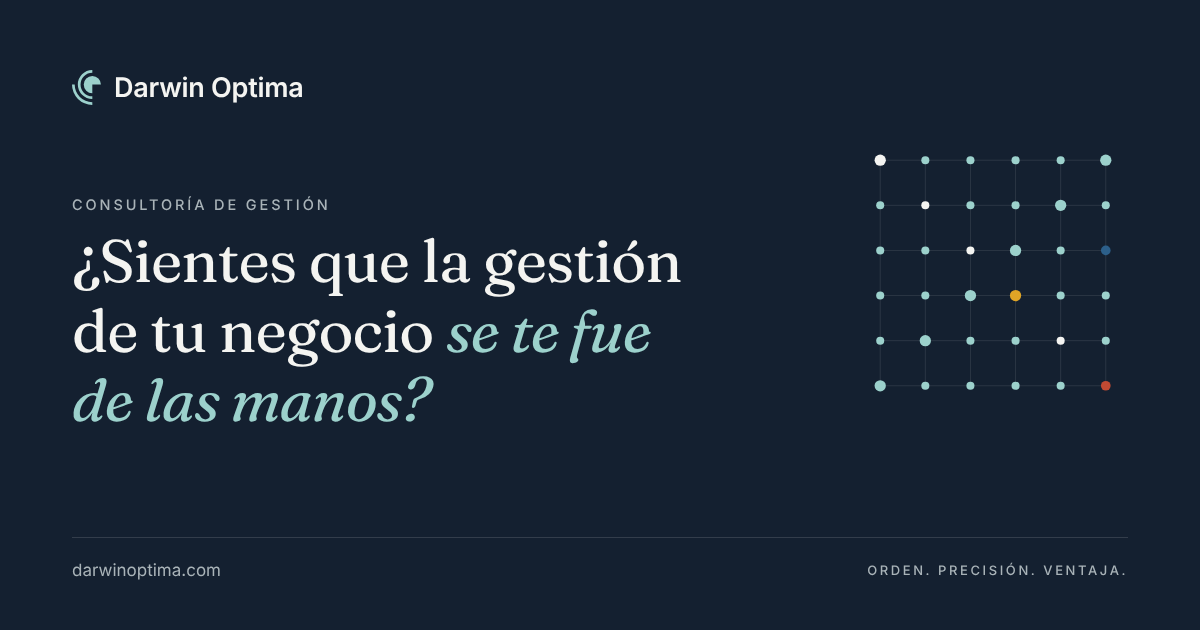 Darwin Optima
CONSULTORÍA DE GESTIÓN
¿Sientes que la gestión
de tu negocio se te fue
de las manos?
darwinoptima.com
ORDEN. PRECISIÓN. VENTAJA.